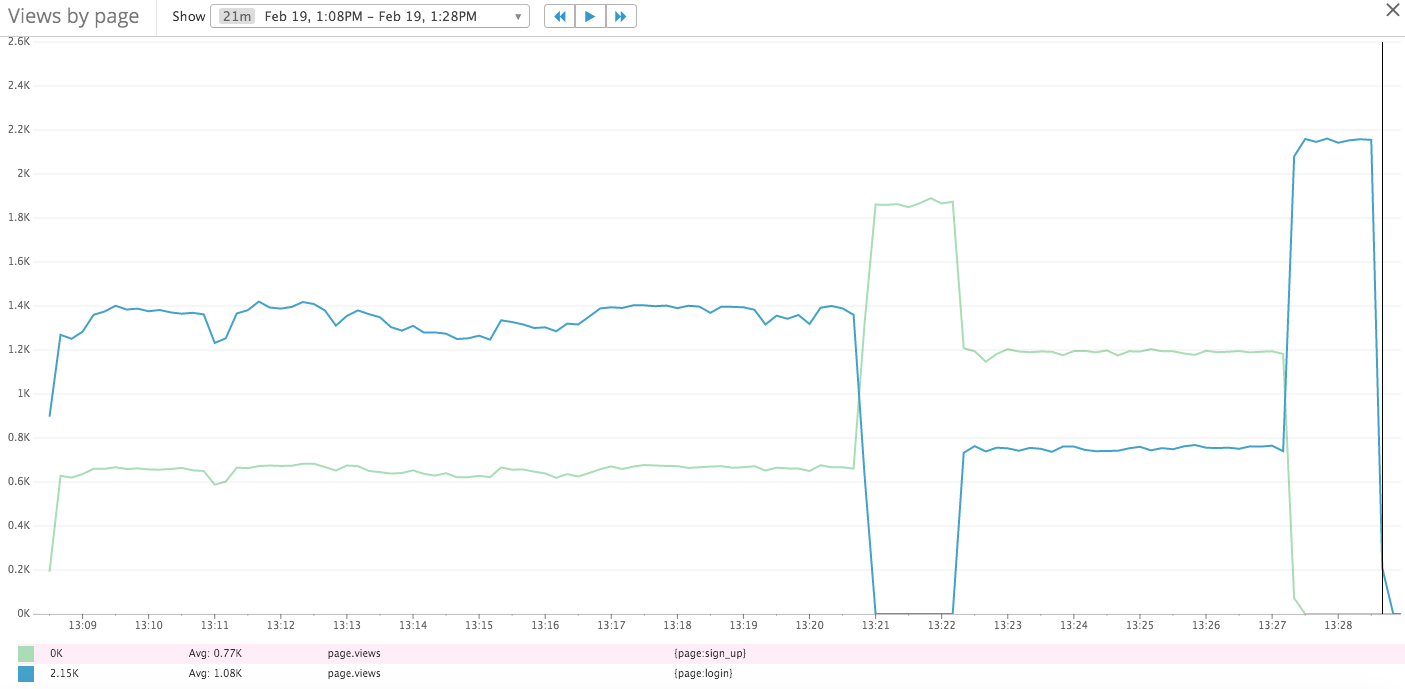 Views by page Show 21m Feb 19, 1:08PM – Feb 19, 1:28PM
2.6K
2.4K
2.2K
2K
1.8K
1.6K
1.4K
1.2K
1K
0.8K
0.6K
0.4K
0.2K
0K
13:09 13:10 13:11 13:12 13:13 13:14 13:15 13:16 13:17 13:18 13:19 13:20 13:21 13:22 13:23 13:24 13:25 13:26 13:27 13:28
0K Avg: 0.77K page.views {page:sign_up}
2.15K Avg: 1.08K page.views {page:login}